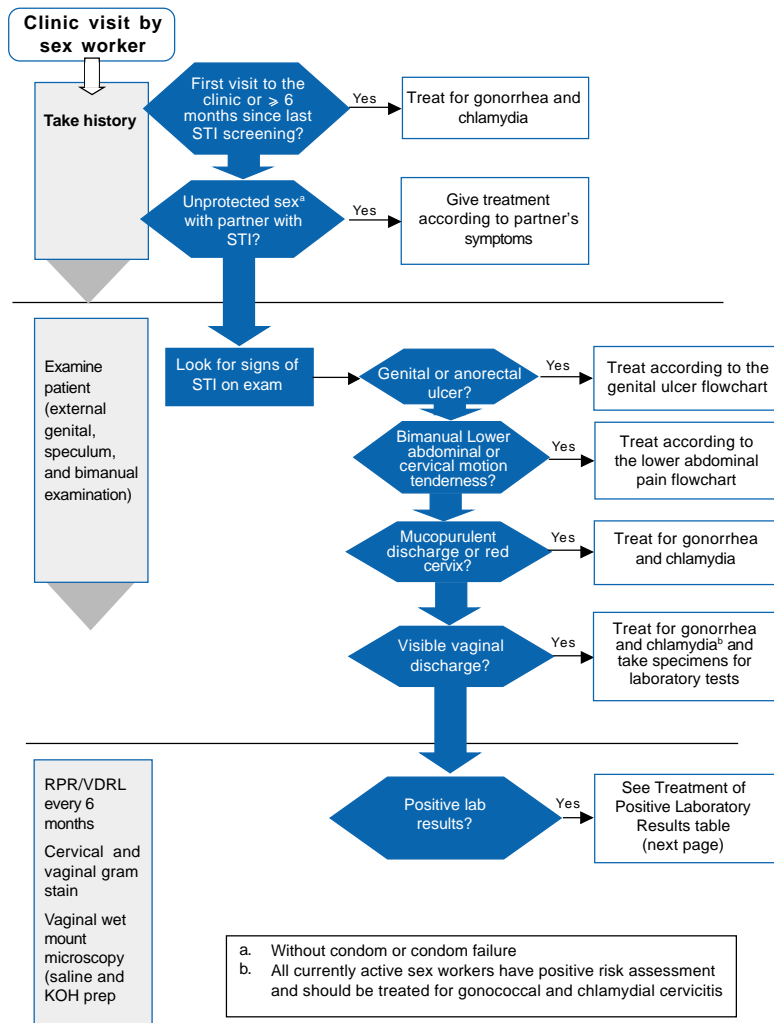 Clinic visit by
sex worker
Take history
First visit to the
clinic or ⩾ 6
months since last
STI screening?
Yes
Treat for gonorrhea and
chlamydia
Unprotected sexᵃ
with partner with
STI?
Yes
Give treatment
according to partner's
symptoms
Examine
patient
(external
genital,
speculum,
and bimanual
examination)
Look for signs of
STI on exam
Genital or anorectal
ulcer?
Yes
Treat according to the
genital ulcer flowchart
Bimanual Lower
abdominal or
cervical motion
tenderness?
Yes
Treat according to
the lower abdominal
pain flowchart
Mucopurulent
discharge or red
cervix?
Yes
Treat for gonorrhea
and chlamydia
Visible vaginal
discharge?
Yes
Treat for gonorrhea
and chlamydiaᵇ and
take specimens for
laboratory tests
RPR/VDRL
every 6
months
Cervical and
vaginal gram
stain
Vaginal wet
mount
microscopy
(saline and
KOH prep
Positive lab
results?
Yes
See Treatment of
Positive Laboratory
Results table
(next page)
a. Without condom or condom failure
b. All currently active sex workers have positive risk assessment
and should be treated for gonococcal and chlamydial cervicitis